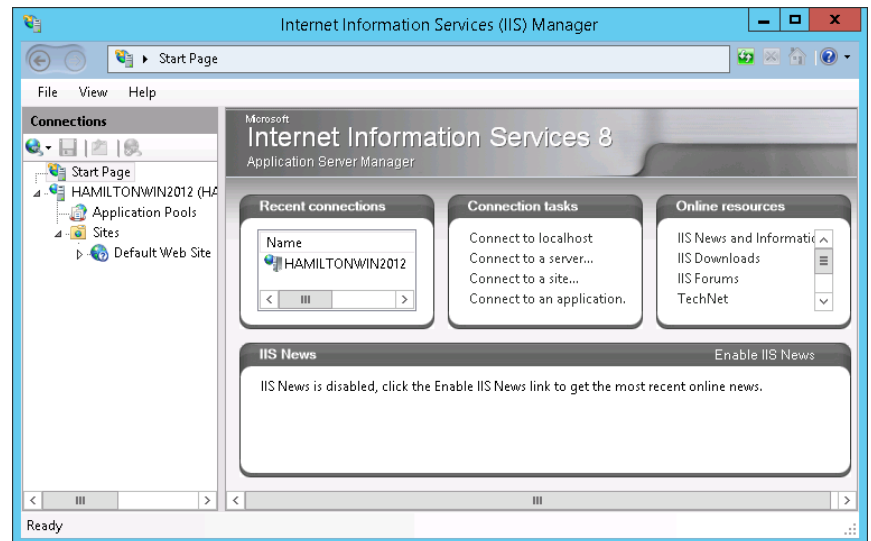 Internet Information Services (IIS) Manager
Start Page
File View Help
Connections
Start Page
HAMILTONWIN2012 (HA
Application Pools
Sites
Default Web Site
Microsoft
Internet Information Services 8
Application Server Manager
Recent connections
Name
HAMILTONWIN2012
Connection tasks
Connect to localhost
Connect to a server...
Connect to a site...
Connect to an application.
Online resources
IIS News and Informatic
IIS Downloads
IIS Forums
TechNet
IIS News
Enable IIS News
IIS News is disabled, click the Enable IIS News link to get the most recent online news.
Ready